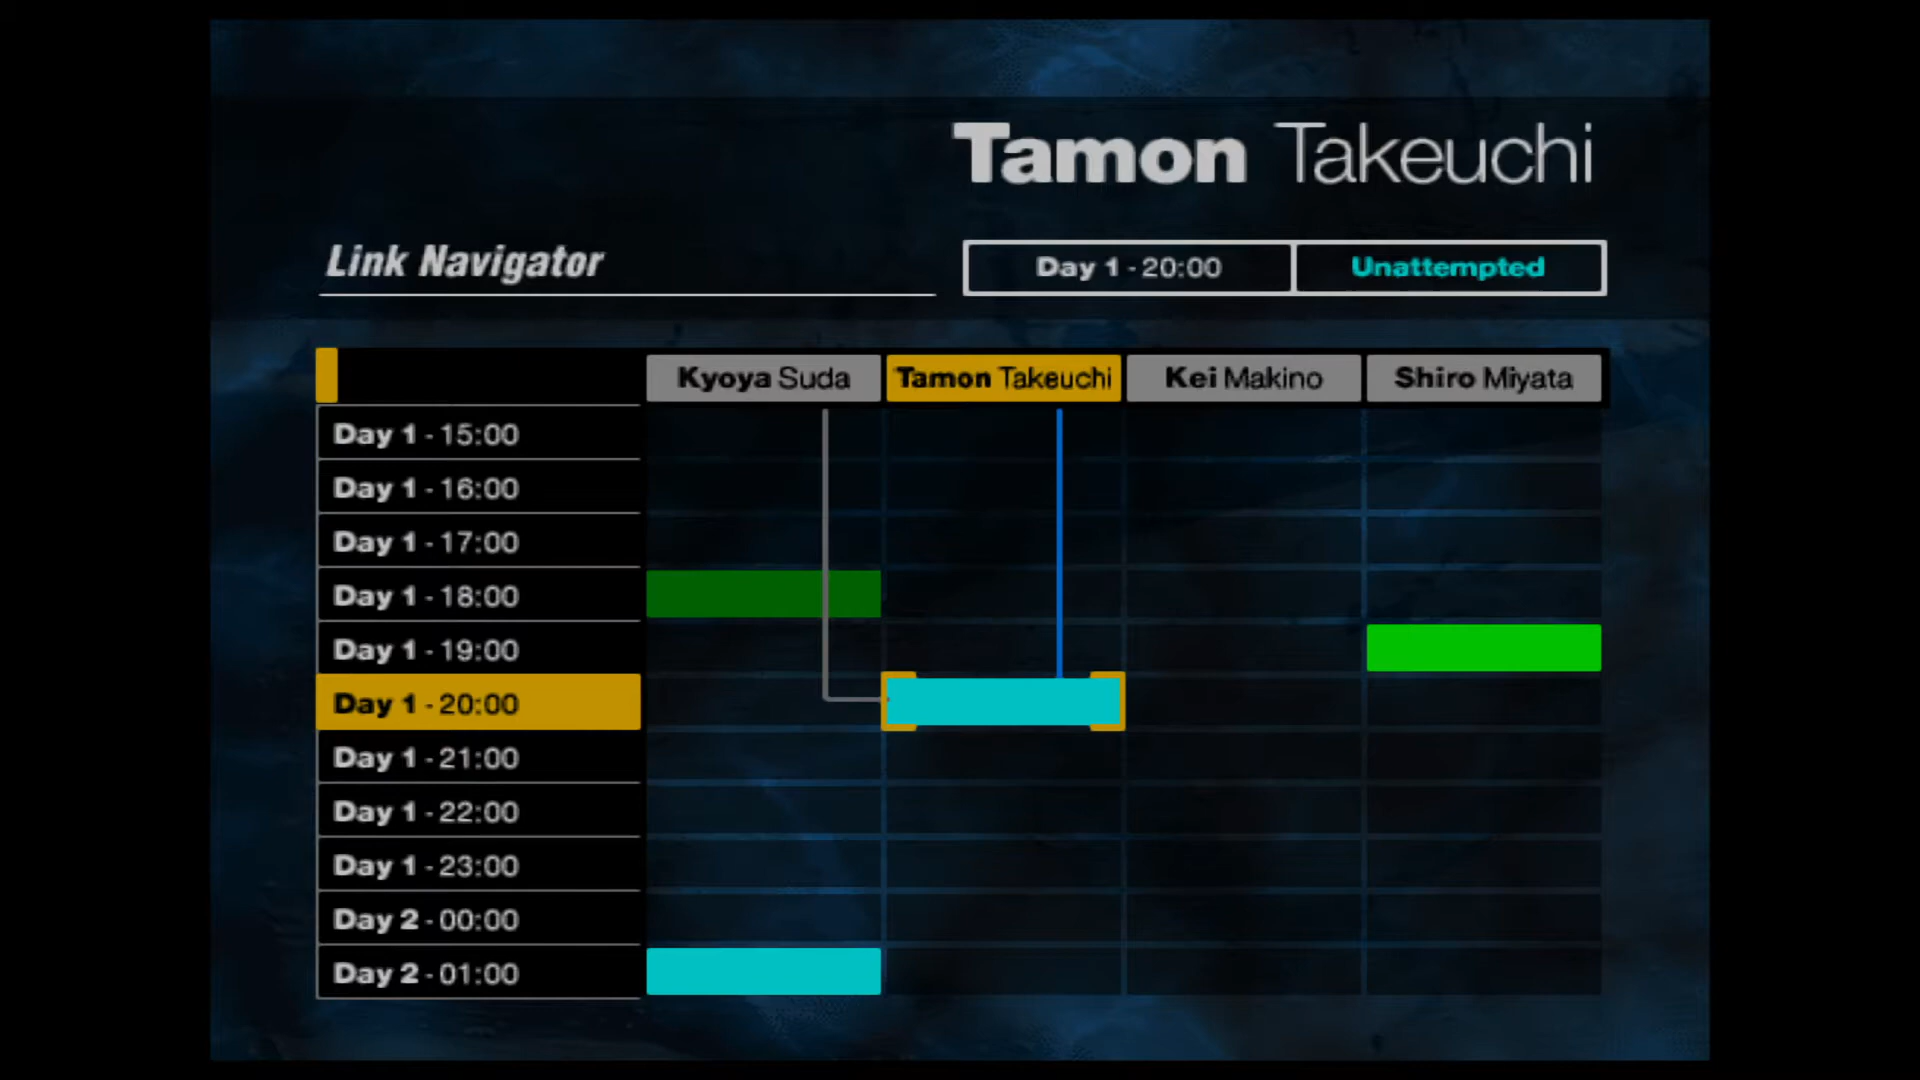 Tamon Takeuchi
Link Navigator
Day 1 - 20:00
Unattempted
Kyoya Suda
Tamon Takeuchi
Kei Makino
Shiro Miyata
Day 1 - 15:00
Day 1 - 16:00
Day 1 - 17:00
Day 1 - 18:00
Day 1 - 19:00
Day 1 - 20:00
Day 1 - 21:00
Day 1 - 22:00
Day 1 - 23:00
Day 2 - 00:00
Day 2 - 01:00